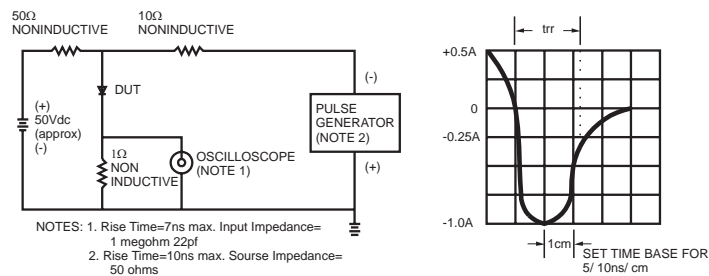 50Ω
NONINDUCTIVE
10Ω
NONINDUCTIVE
DUT
(+)
50Vdc
(approx)
(-)
1Ω
NON
INDUCTIVE
OSCILLOSCOPE
(NOTE 1)
(-)
PULSE
GENERATOR
(NOTE 2)
(+)
NOTES: 1. Rise Time=7ns max. Input Impedance=
1 megohm 22pf
2. Rise Time=10ns max. Sourse Impedance=
50 ohms
trr
+0.5A
0
-0.25A
-1.0A
1cm
SET TIME BASE FOR
5/ 10ns/ cm